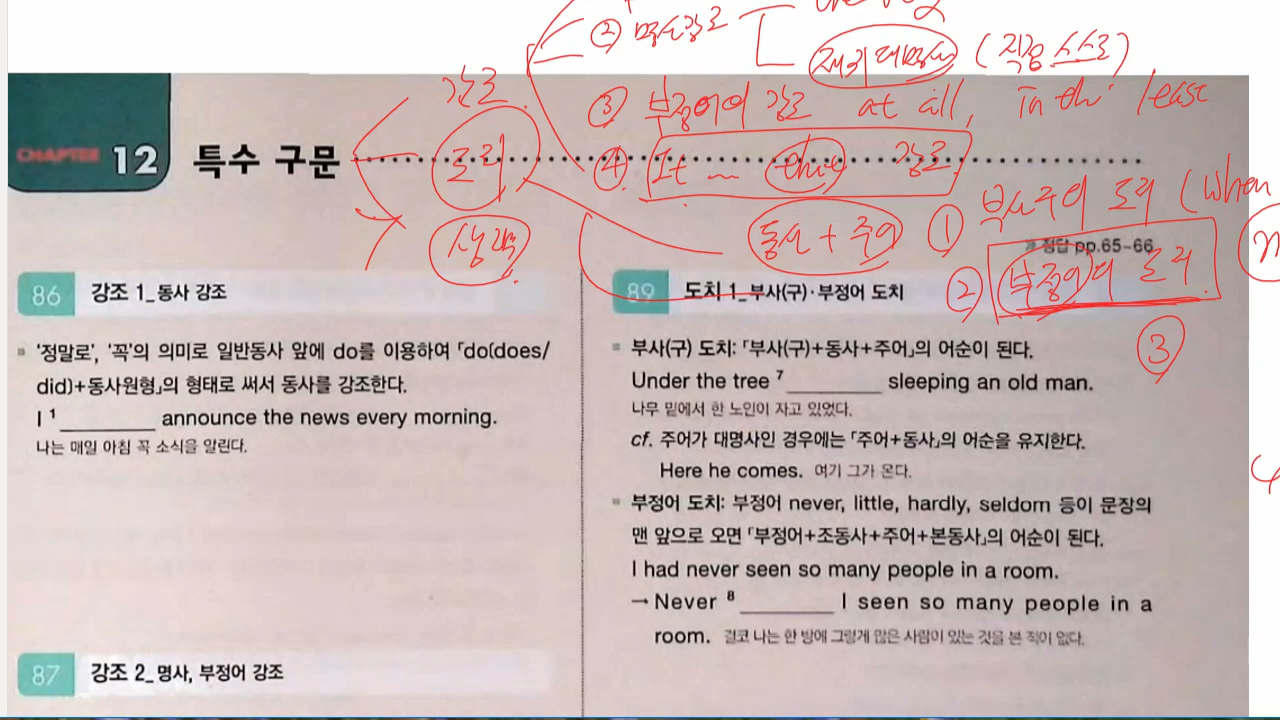 ② 명사강조
재귀대명사 (직접 스스로)
강조
③ 부정어의 강조 at all, in the least
CHAPTER 12 특수 구문
도치
④ It ~ that 강조
① 부사구의 도치 (when
생략
동사 + 주어
» 정답 pp.65~66
② 부정어의 도치
③
86 강조 1_동사 강조
'정말로', '꼭'의 의미로 일반동사 앞에 do를 이용하여 「do(does/
did)+동사원형」의 형태로 써서 동사를 강조한다.
I ¹ __________ announce the news every morning.
나는 매일 아침 꼭 소식을 알린다.
87 강조 2_명사, 부정어 강조
89 도치 1_부사(구)·부정어 도치
부사(구) 도치: 「부사(구)+동사+주어」의 어순이 된다.
Under the tree ⁷ __________ sleeping an old man.
나무 밑에서 한 노인이 자고 있었다.
cf. 주어가 대명사인 경우에는 「주어+동사」의 어순을 유지한다.
Here he comes. 여기 그가 온다.
부정어 도치: 부정어 never, little, hardly, seldom 등이 문장의
맨 앞으로 오면 「부정어+조동사+주어+본동사」의 어순이 된다.
I had never seen so many people in a room.
→ Never ⁸ __________ I seen so many people in a
room. 결코 나는 한 방에 그렇게 많은 사람이 있는 것을 본 적이 없다.